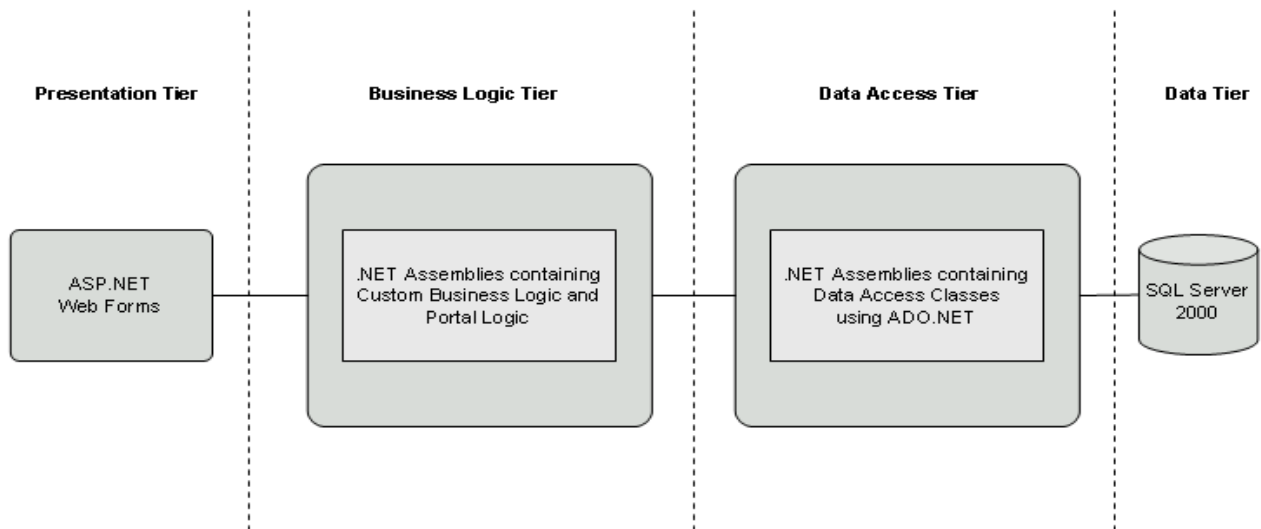 Presentation Tier
Business Logic Tier
Data Access Tier
Data Tier
ASP.NET
Web Forms
.NET Assemblies containing
Custom Business Logic and
Portal Logic
.NET Assemblies containing
Data Access Classes
using ADO.NET
SQL Server
2000